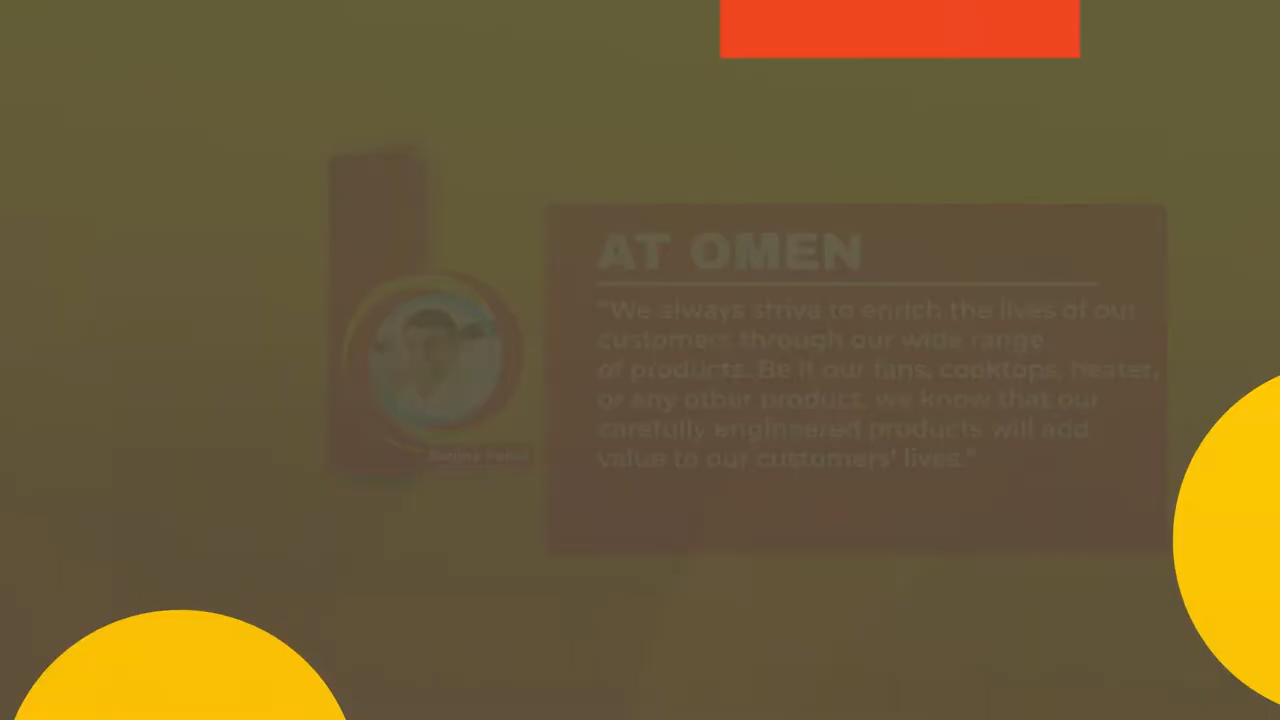 AT OMEN
"We always strive to enrich the lives of our
customers through our wide range
of products. Be it our fans, cooktops, heater,
or any other product, we know that our
carefully engineered products will add
value to our customers' lives."